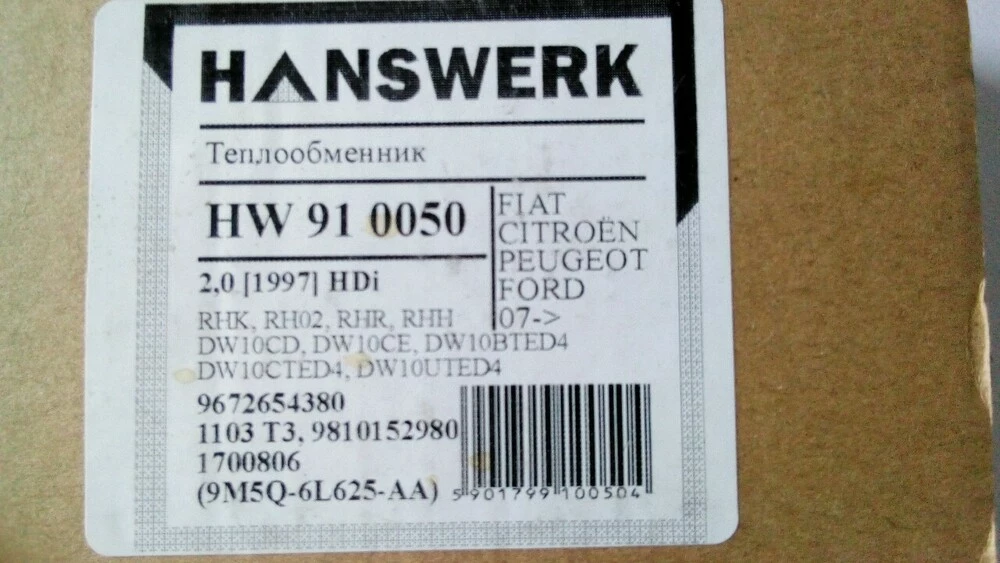 HANSWERK
Теплообменник
HW 91 0050
FIAT
CITROËN
PEUGEOT
FORD
07->
2,0 [1997] HDi
RHK, RH02, RHR, RHH
DW10CD, DW10CE, DW10BTED4
DW10CTED4, DW10UTED4
9672654380
1103 T3, 9810152980
1700806
(9M5Q-6L625-AA)
5 901799 100504